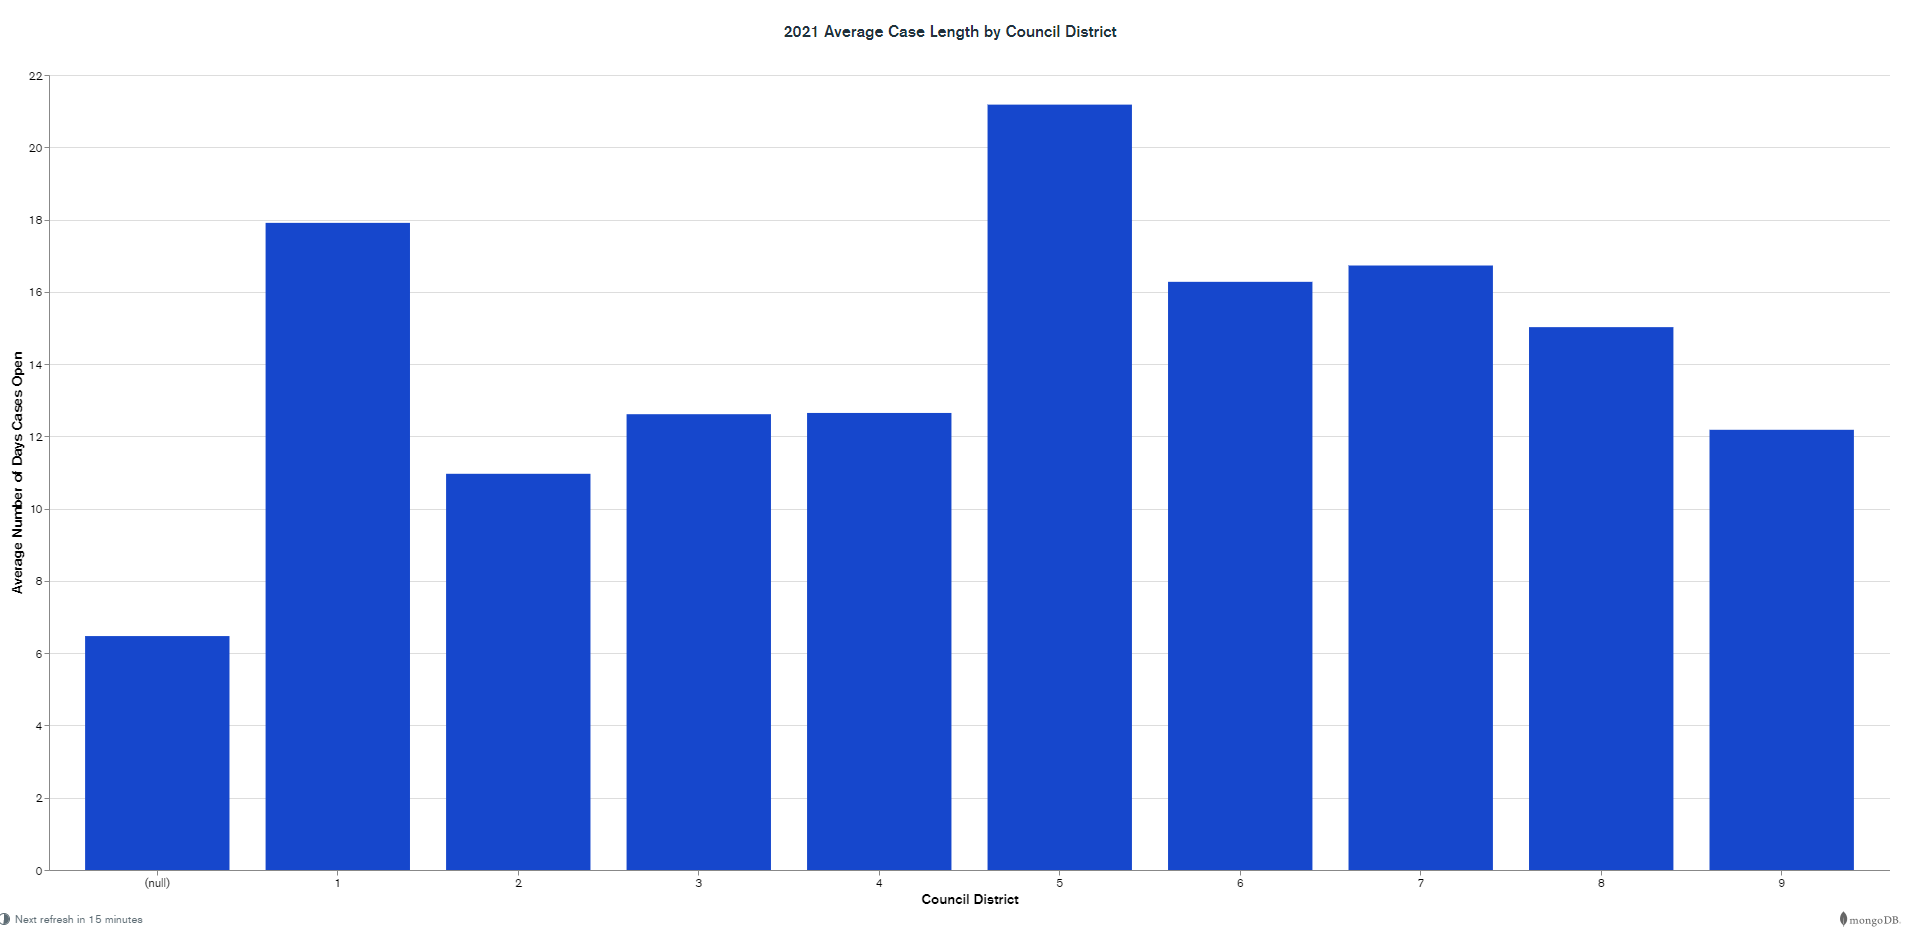 2021 Average Case Length by Council District
Average Number of Days Cases Open
22
20
18
16
14
12
10
8
6
4
2
0
(null) 1 2 3 4 5 6 7 8 9
Council District
Next refresh in 15 minutes
mongoDB.